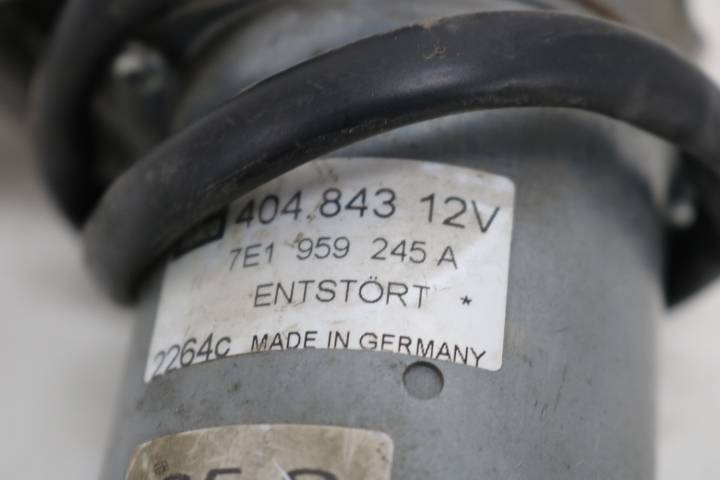 404.843 12V
7E1 959 245 A
ENTSTÖRT *
2264c MADE IN GERMANY